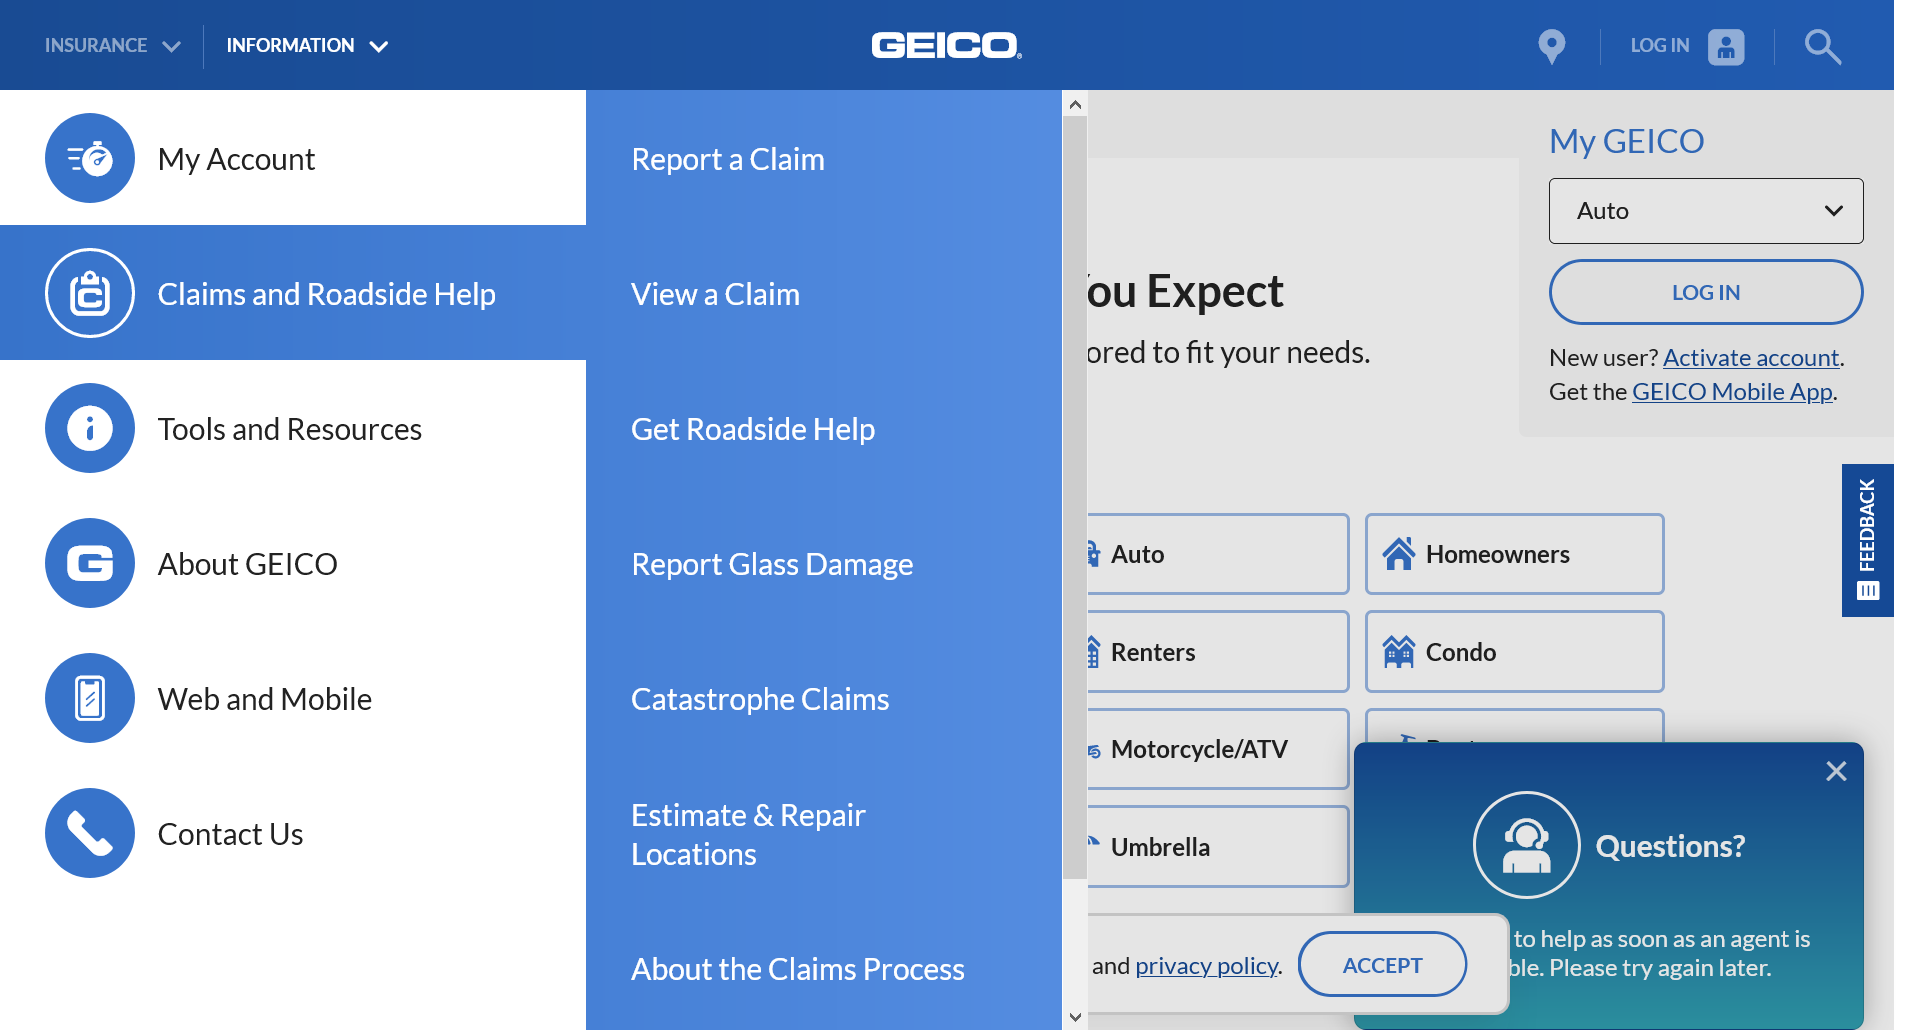 INSURANCE
INFORMATION
GEICO
LOG IN
My Account
Claims and Roadside Help
Tools and Resources
About GEICO
Web and Mobile
Contact Us
Report a Claim
View a Claim
Get Roadside Help
Report Glass Damage
Catastrophe Claims
Estimate & Repair
Locations
About the Claims Process
Expect
to fit your needs.
My GEICO
Auto
LOG IN
New user? Activate account.
Get the GEICO Mobile App.
FEEDBACK
Auto
Homeowners
Renters
Condo
Motorcycle/ATV
Umbrella
Questions?
to help as soon as an agent is
Please try again later.
and privacy policy.
ACCEPT